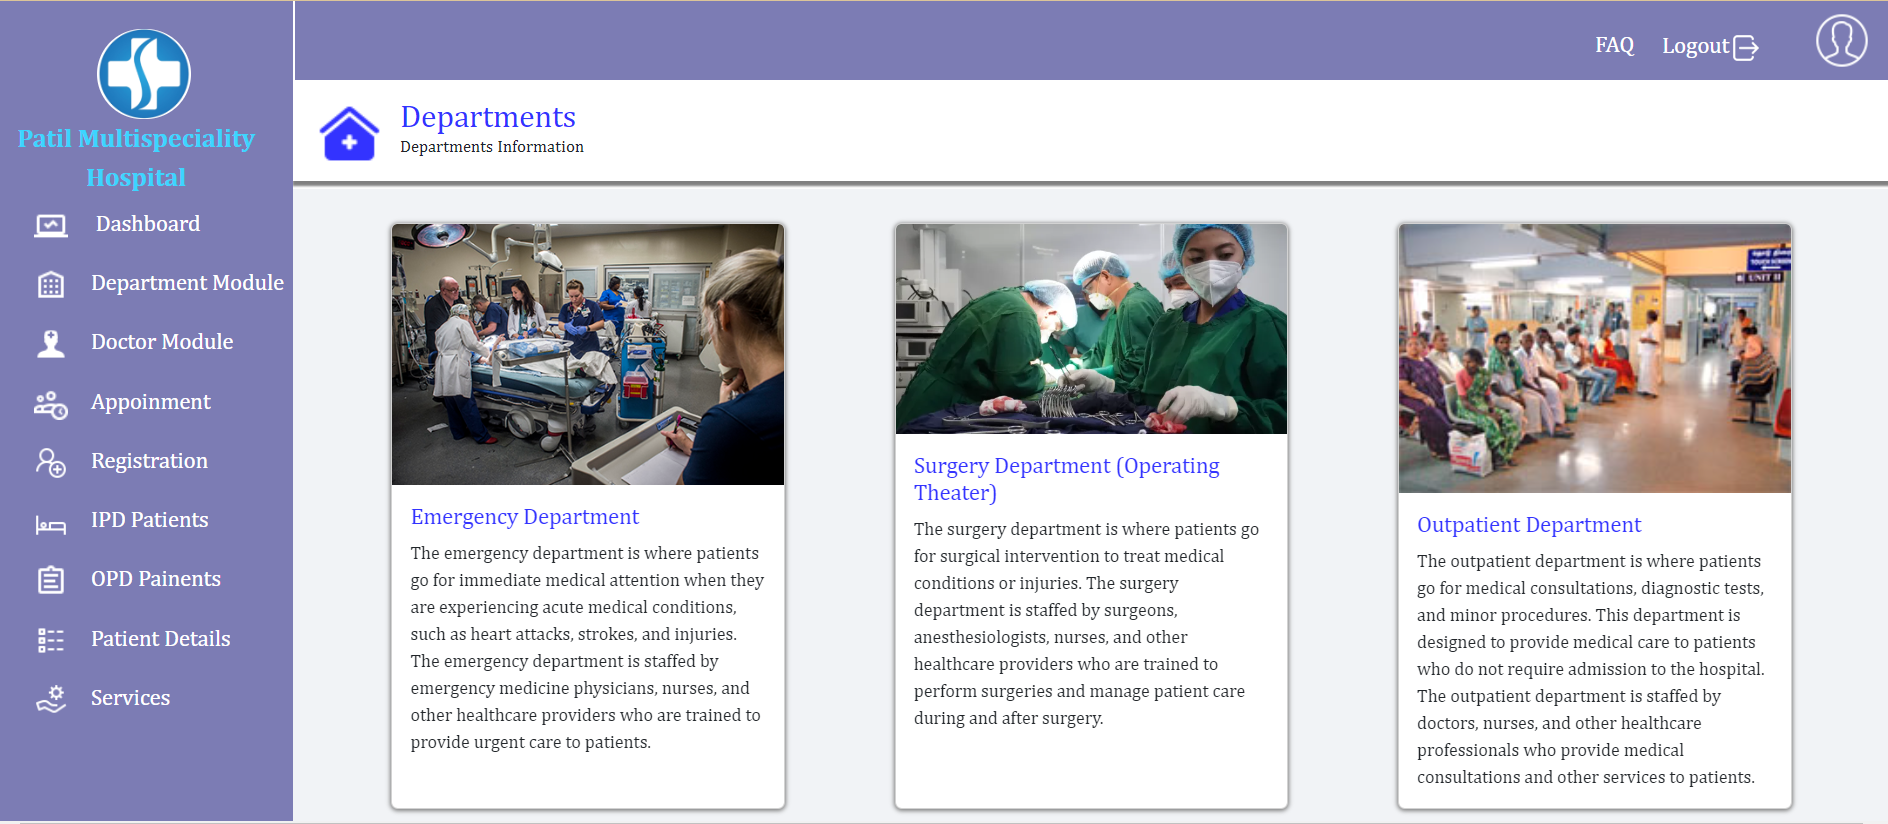 Patil Multispeciality
Hospital
Dashboard
Department Module
Doctor Module
Appoinment
Registration
IPD Patients
OPD Painents
Patient Details
Services
FAQ
Logout
Departments
Departments Information
Emergency Department
The emergency department is where patients
go for immediate medical attention when they
are experiencing acute medical conditions,
such as heart attacks, strokes, and injuries.
The emergency department is staffed by
emergency medicine physicians, nurses, and
other healthcare providers who are trained to
provide urgent care to patients.
Surgery Department (Operating
Theater)
The surgery department is where patients go
for surgical intervention to treat medical
conditions or injuries. The surgery
department is staffed by surgeons,
anesthesiologists, nurses, and other
healthcare providers who are trained to
perform surgeries and manage patient care
during and after surgery.
UNIT II
Outpatient Department
The outpatient department is where patients
go for medical consultations, diagnostic tests,
and minor procedures. This department is
designed to provide medical care to patients
who do not require admission to the hospital.
The outpatient department is staffed by
doctors, nurses, and other healthcare
professionals who provide medical
consultations and other services to patients.